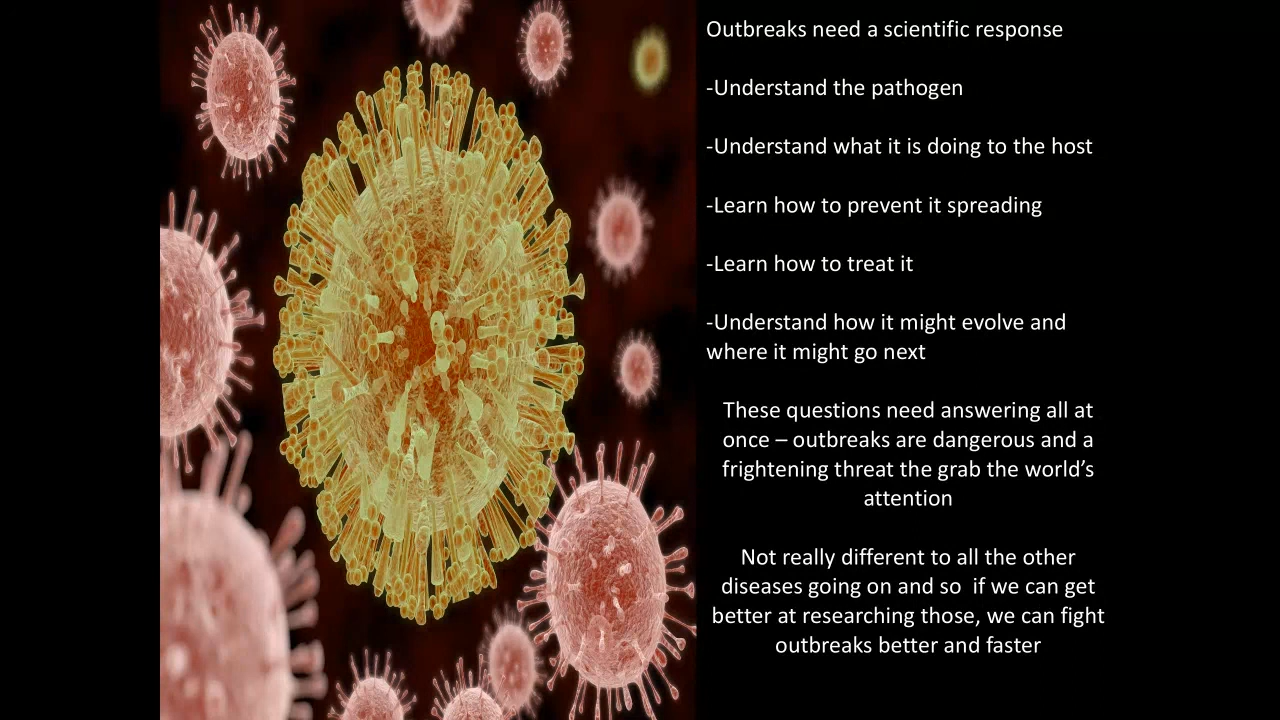 Outbreaks need a scientific response
-Understand the pathogen
-Understand what it is doing to the host
-Learn how to prevent it spreading
-Learn how to treat it
-Understand how it might evolve and
where it might go next
These questions need answering all at
once – outbreaks are dangerous and a
frightening threat the grab the world’s
attention
Not really different to all the other
diseases going on and so  if we can get
better at researching those, we can fight
outbreaks better and faster